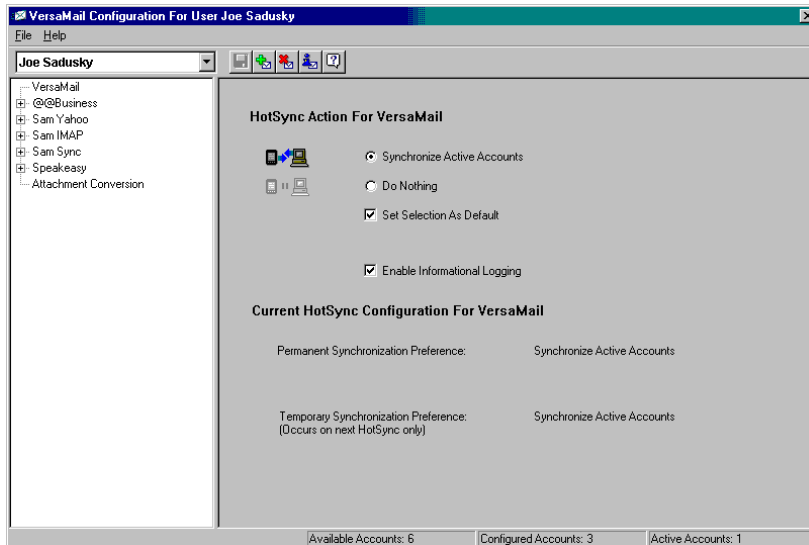 VersaMail Configuration For User Joe Sadusky
File Help
Joe Sadusky
VersaMail
@@Business
Sam Yahoo
Sam IMAP
Sam Sync
Speakeasy
Attachment Conversion
HotSync Action For VersaMail
Synchronize Active Accounts
Do Nothing
Set Selection As Default
Enable Informational Logging
Current HotSync Configuration For VersaMail
Permanent Synchronization Preference: Synchronize Active Accounts
Temporary Synchronization Preference: Synchronize Active Accounts
(Occurs on next HotSync only)
Available Accounts: 6 Configured Accounts: 3 Active Accounts: 1